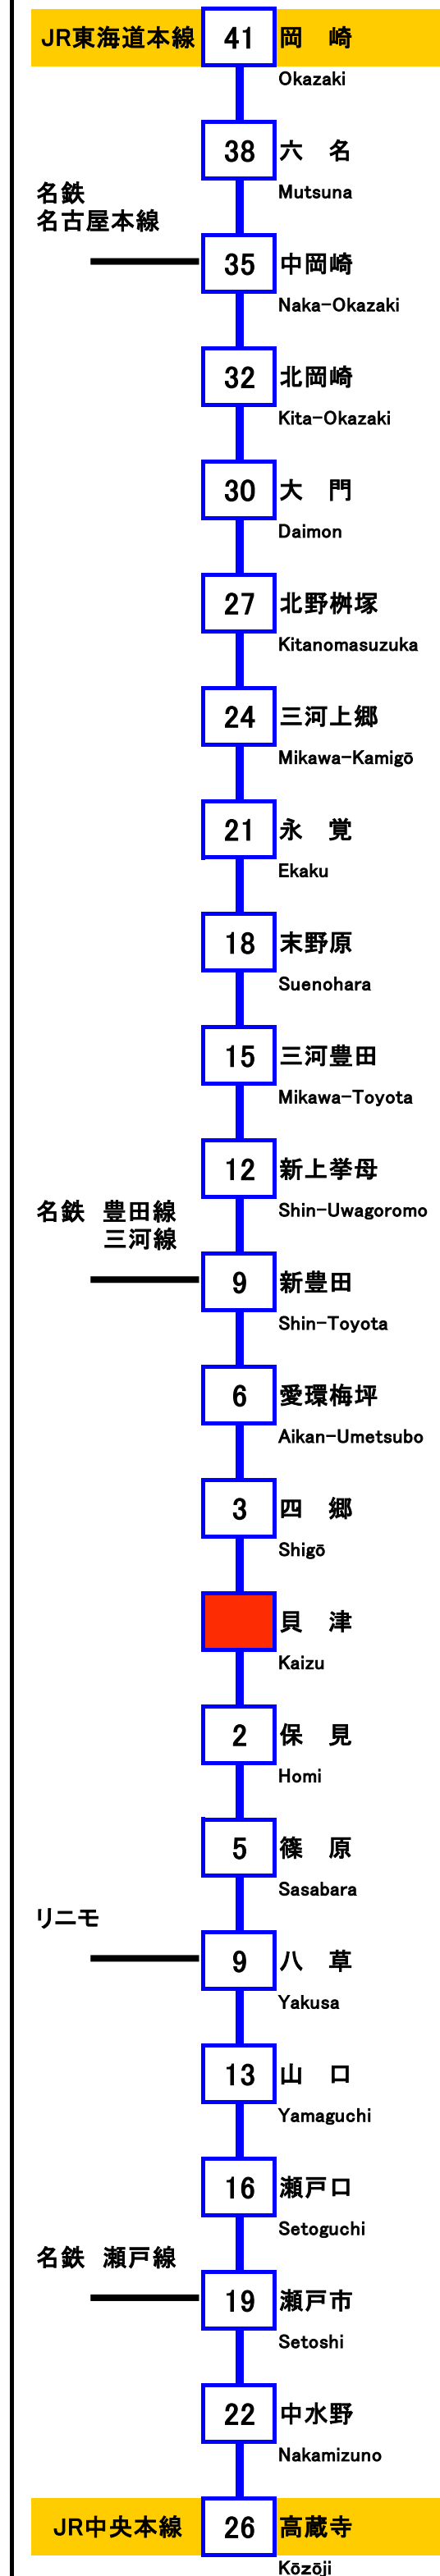 JR東海道本線 41 岡　崎
Okazaki
38 六　名
Mutsuna
名鉄
名古屋本線
35 中岡崎
Naka-Okazaki
32 北岡崎
Kita-Okazaki
30 大　門
Daimon
27 北野桝塚
Kitanomasuzuka
24 三河上郷
Mikawa-Kamigō
21 永　覚
Ekaku
18 末野原
Suenohara
15 三河豊田
Mikawa-Toyota
12 新上挙母
Shin-Uwagoromo
名鉄　豊田線
三河線
9 新豊田
Shin-Toyota
6 愛環梅坪
Aikan-Umetsubo
3 四　郷
Shigō
貝　津
Kaizu
2 保　見
Homi
5 篠　原
Sasabara
リニモ
9 八　草
Yakusa
13 山　口
Yamaguchi
16 瀬戸口
Setoguchi
名鉄　瀬戸線
19 瀬戸市
Setoshi
22 中水野
Nakamizuno
JR中央本線 26 高蔵寺
Kōzōji